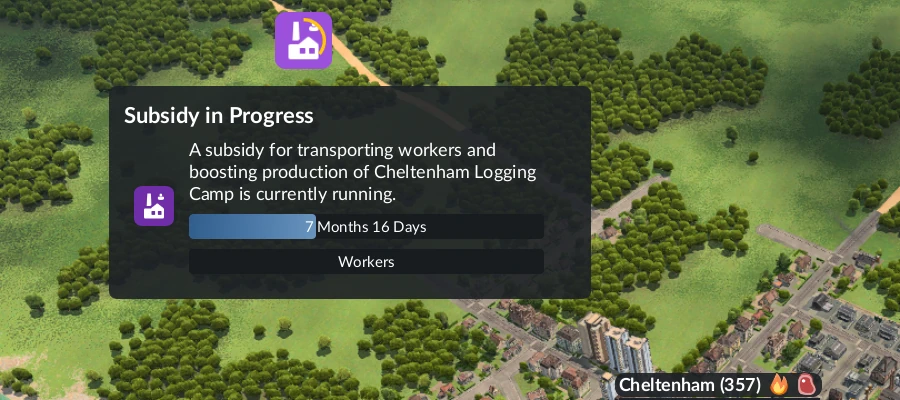 Subsidy in Progress
A subsidy for transporting workers and
boosting production of Cheltenham Logging
Camp is currently running.
7 Months 16 Days
Workers
Cheltenham (357)